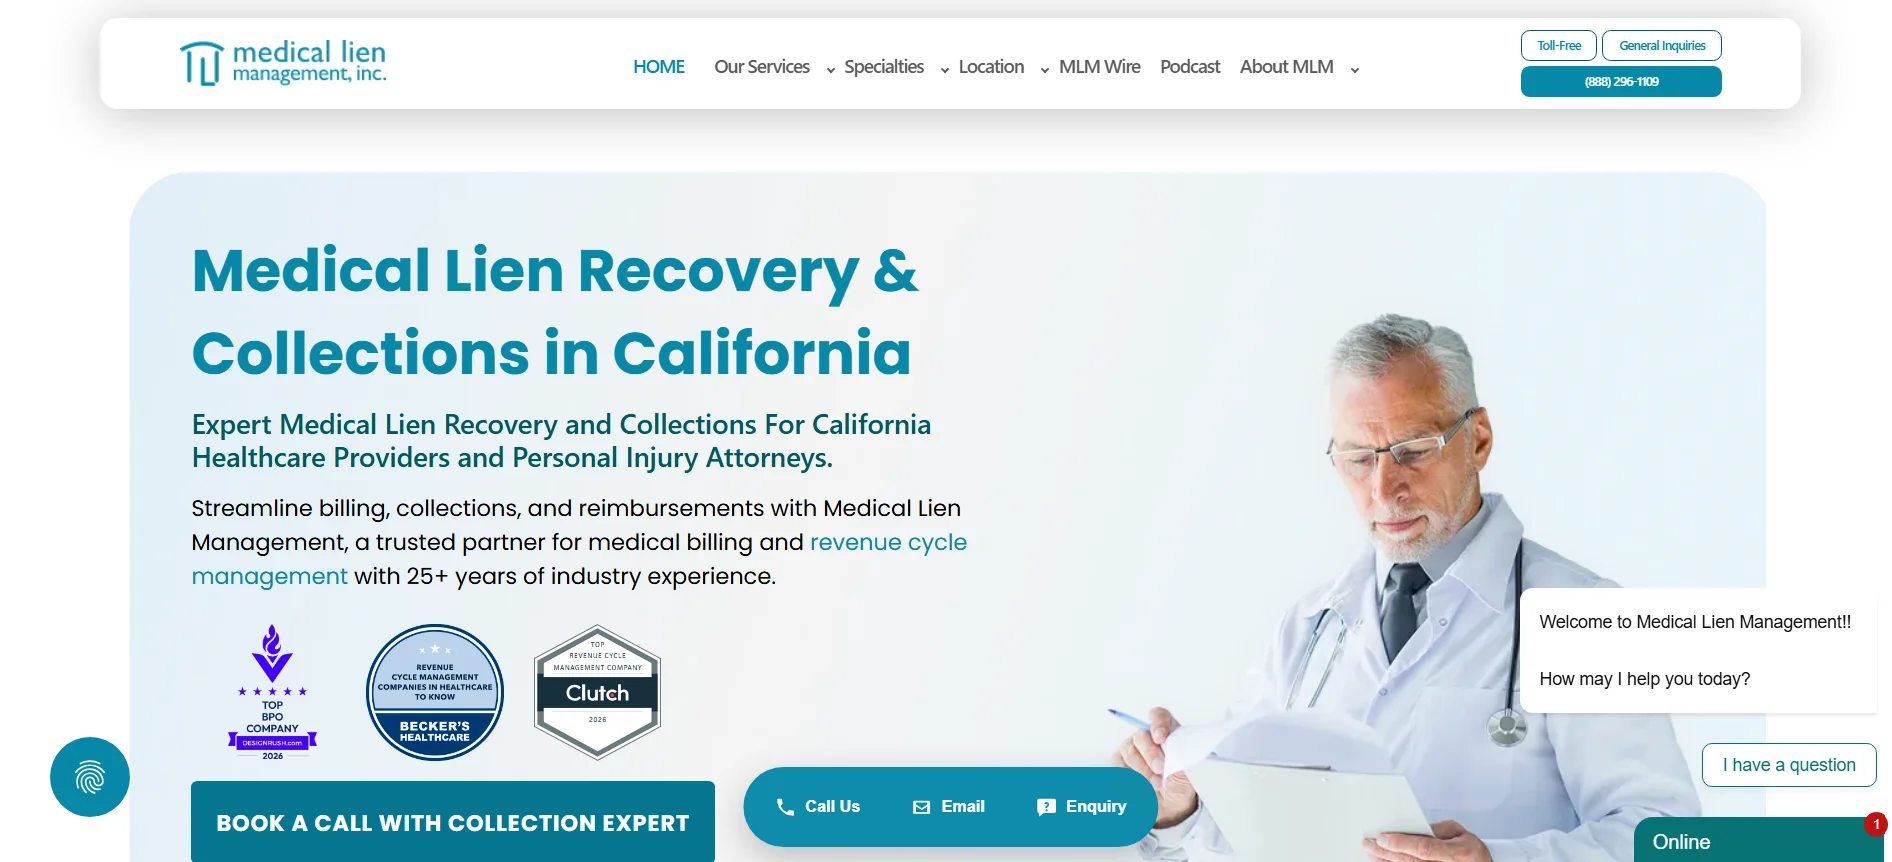 medical lien
management, inc.
HOME
Our Services
Specialties
Location
MLM Wire
Podcast
About MLM
Toll-Free
General Inquiries
(888) 296-1109
Medical Lien Recovery &
Collections in California
Expert Medical Lien Recovery and Collections For California
Healthcare Providers and Personal Injury Attorneys.
Streamline billing, collections, and reimbursements with Medical Lien
Management, a trusted partner for medical billing and revenue cycle
management with 25+ years of industry experience.
TOP
BPO
COMPANY
DESIGNRUSH.com
2026
REVENUE
CYCLE MANAGEMENT
COMPANIES IN HEALTHCARE
TO KNOW
BECKER'S
HEALTHCARE
TOP
REVENUE CYCLE
MANAGEMENT COMPANY
Clutch
2026
Welcome to Medical Lien Management!!
How may I help you today?
I have a question
BOOK A CALL WITH COLLECTION EXPERT
Call Us
Email
Enquiry
Online
1